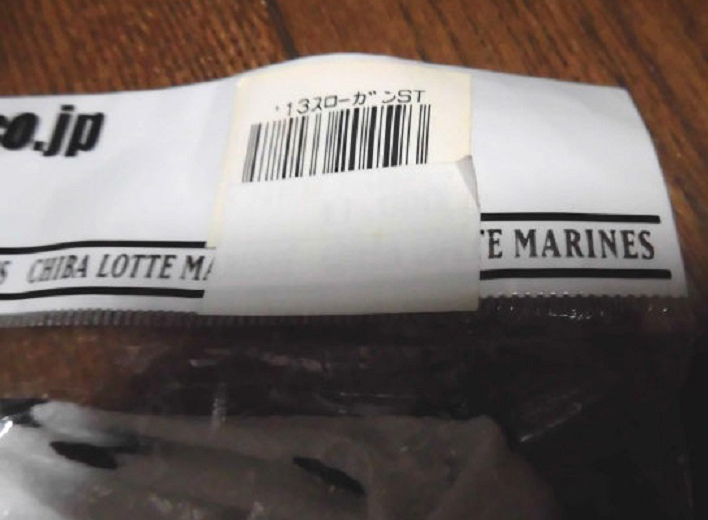 co.jp
'13スローガンST
S CHIBA LOTTE MA
TE MARINES